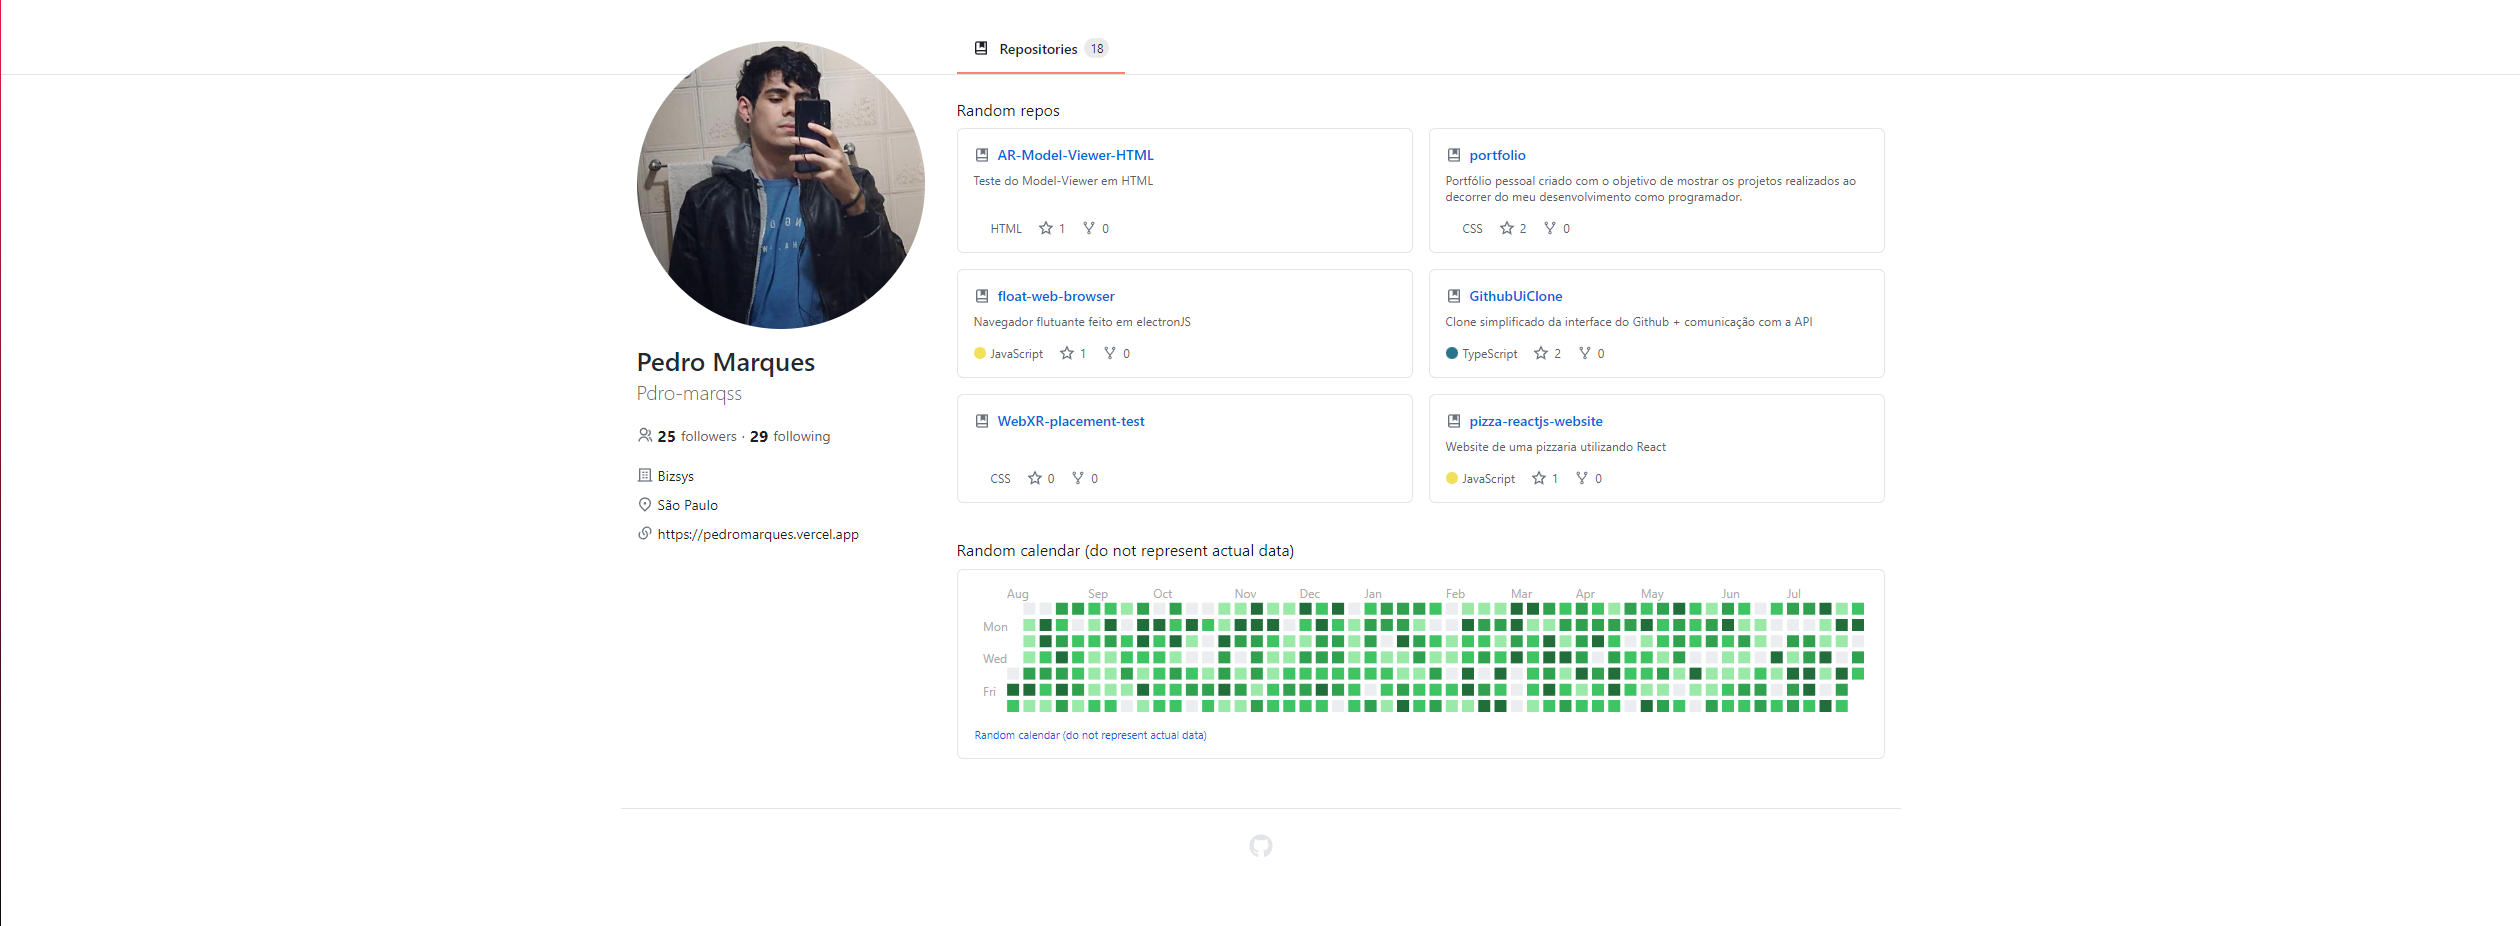 Repositories 18
Pedro Marques
Pdro-marqss
25 followers · 29 following
Bizsys
São Paulo
https://pedromarques.vercel.app
Random repos
AR-Model-Viewer-HTML
Teste do Model-Viewer em HTML
HTML 1 0
portfolio
Portfólio pessoal criado com o objetivo de mostrar os projetos realizados ao
decorrer do meu desenvolvimento como programador.
CSS 2 0
float-web-browser
Navegador flutuante feito em electronJS
JavaScript 1 0
GithubUiClone
Clone simplificado da interface do Github + comunicação com a API
TypeScript 2 0
WebXR-placement-test
CSS 0 0
pizza-reactjs-website
Website de uma pizzaria utilizando React
JavaScript 1 0
Random calendar (do not represent actual data)
Aug Sep Oct Nov Dec Jan Feb Mar Apr May Jun Jul
Mon
Wed
Fri
Random calendar (do not represent actual data)